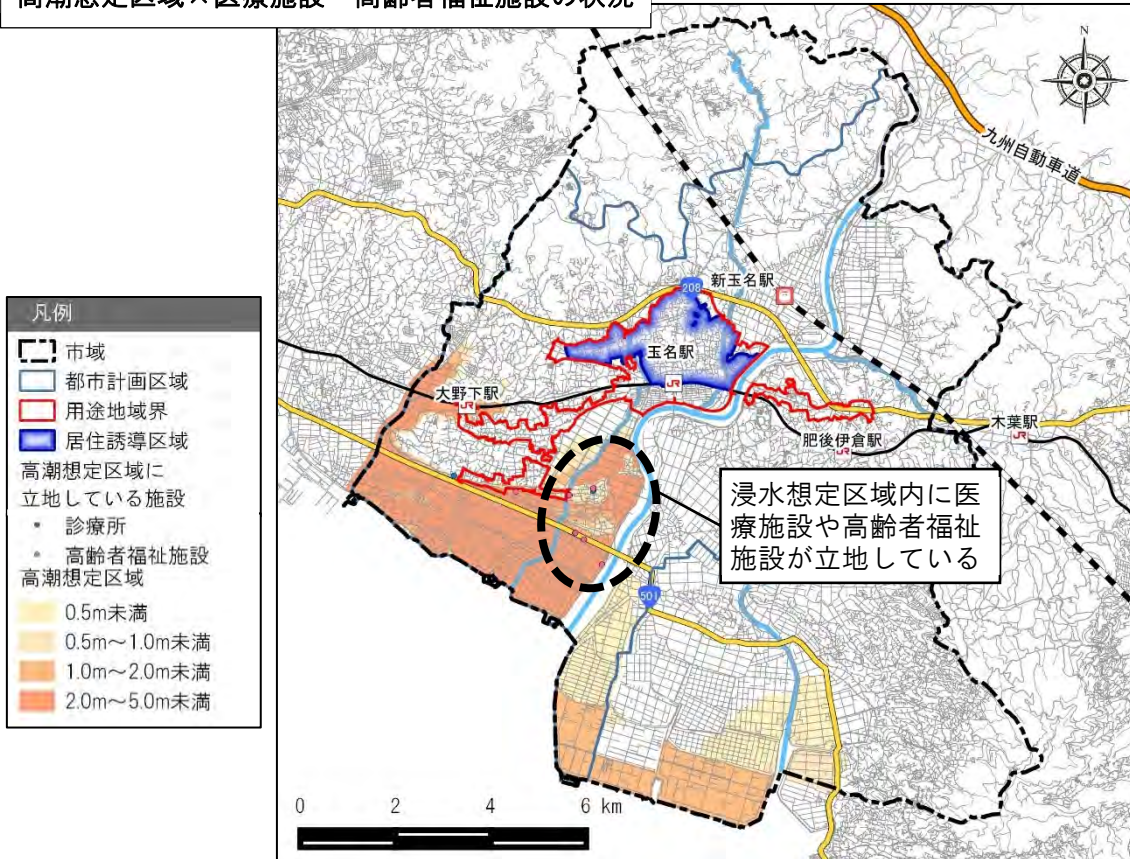 高潮想定区域×医療施設・高齢者福祉施設の状況
N
九州自動車道
新玉名駅
208
玉名駅
JR
大野下駅
JR
木葉駅
JR
肥後伊倉駅
JR
浸水想定区域内に医
療施設や高齢者福祉
施設が立地している
501
凡例
市域
都市計画区域
用途地域界
居住誘導区域
高潮想定区域に
立地している施設
診療所
高齢者福祉施設
高潮想定区域
0.5m未満
0.5m～1.0m未満
1.0m～2.0m未満
2.0m～5.0m未満
0 2 4 6 km